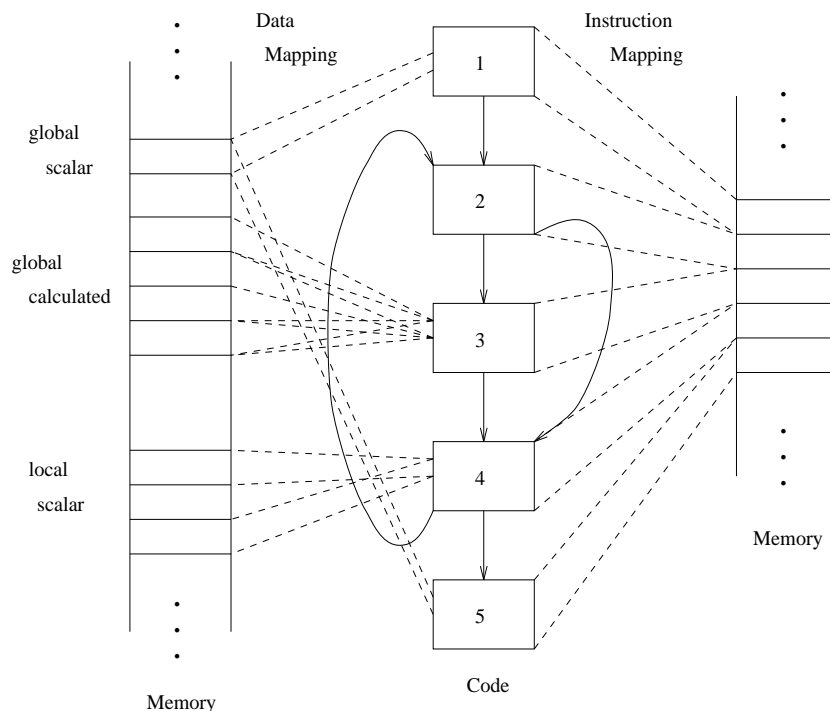 Data
Mapping
Instruction
Mapping
global
scalar
global
calculated
local
scalar
1
2
3
4
5
Memory
Code
Memory